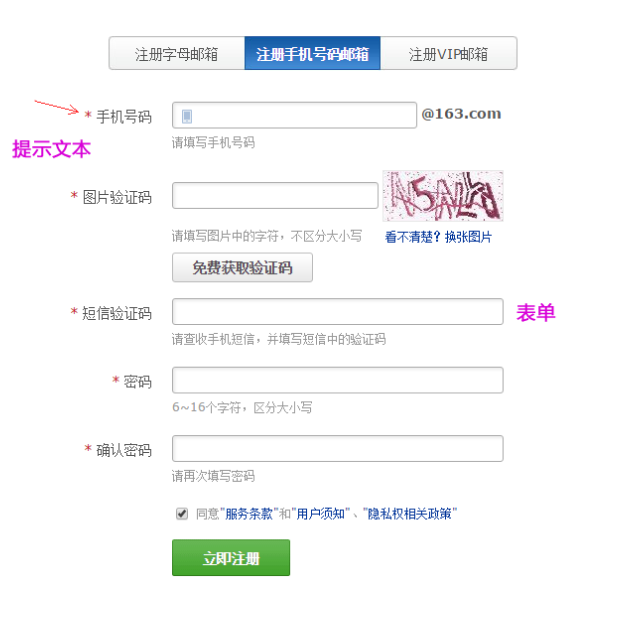 注册字母邮箱 注册手机号码邮箱 注册VIP邮箱
* 手机号码 @163.com
请填写手机号码
提示文本
* 图片验证码
请填写图片中的字符，不区分大小写 看不清楚？换张图片
免费获取验证码
* 短信验证码 表单
请查收手机短信，并填写短信中的验证码
* 密码
6~16个字符，区分大小写
* 确认密码
请再次填写密码
同意"服务条款"和"用户须知"、"隐私权相关政策"
立即注册